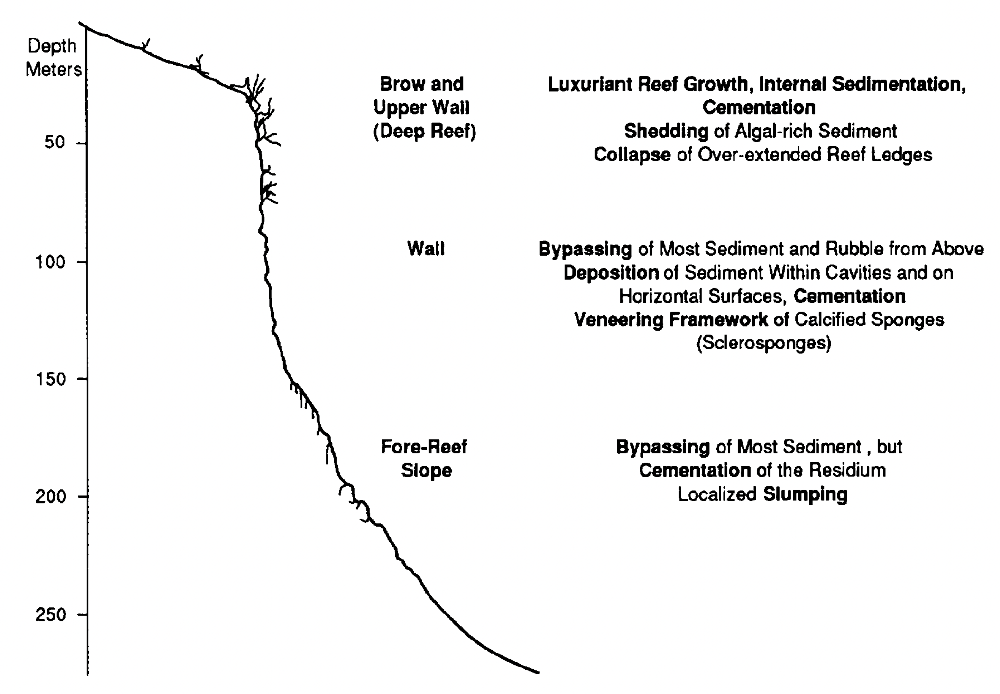 Depth
Meters
Brow and
Upper Wall
(Deep Reef)
Luxuriant Reef Growth, Internal Sedimentation,
Cementation
Shedding of Algal-rich Sediment
Collapse of Over-extended Reef Ledges
50
Wall
Bypassing of Most Sediment and Rubble from Above
Deposition of Sediment Within Cavities and on
Horizontal Surfaces, Cementation
Veneering Framework of Calcified Sponges
(Sclerosponges)
100
150
Fore-Reef
Slope
Bypassing of Most Sediment , but
Cementation of the Residium
Localized Slumping
200
250